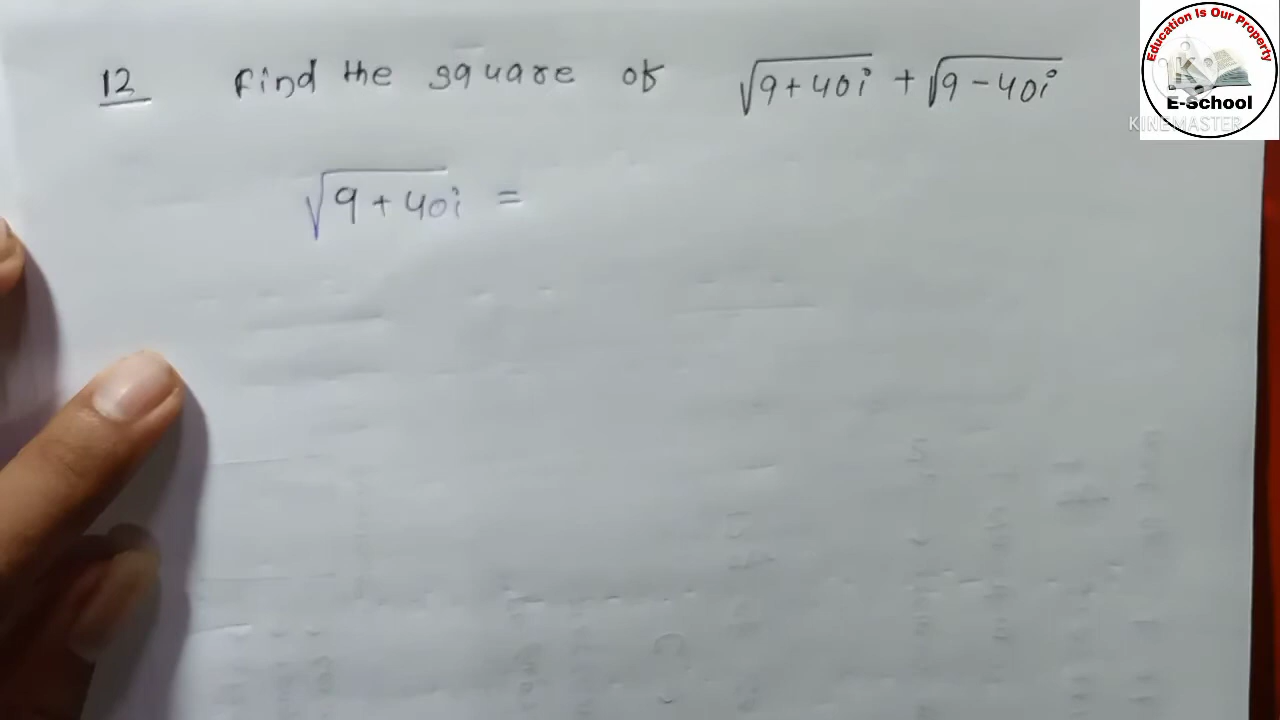 Education Is Our Property
E-School
KINEMASTER
12 Find the square of √9+40i + √9-40i
√9+40i =